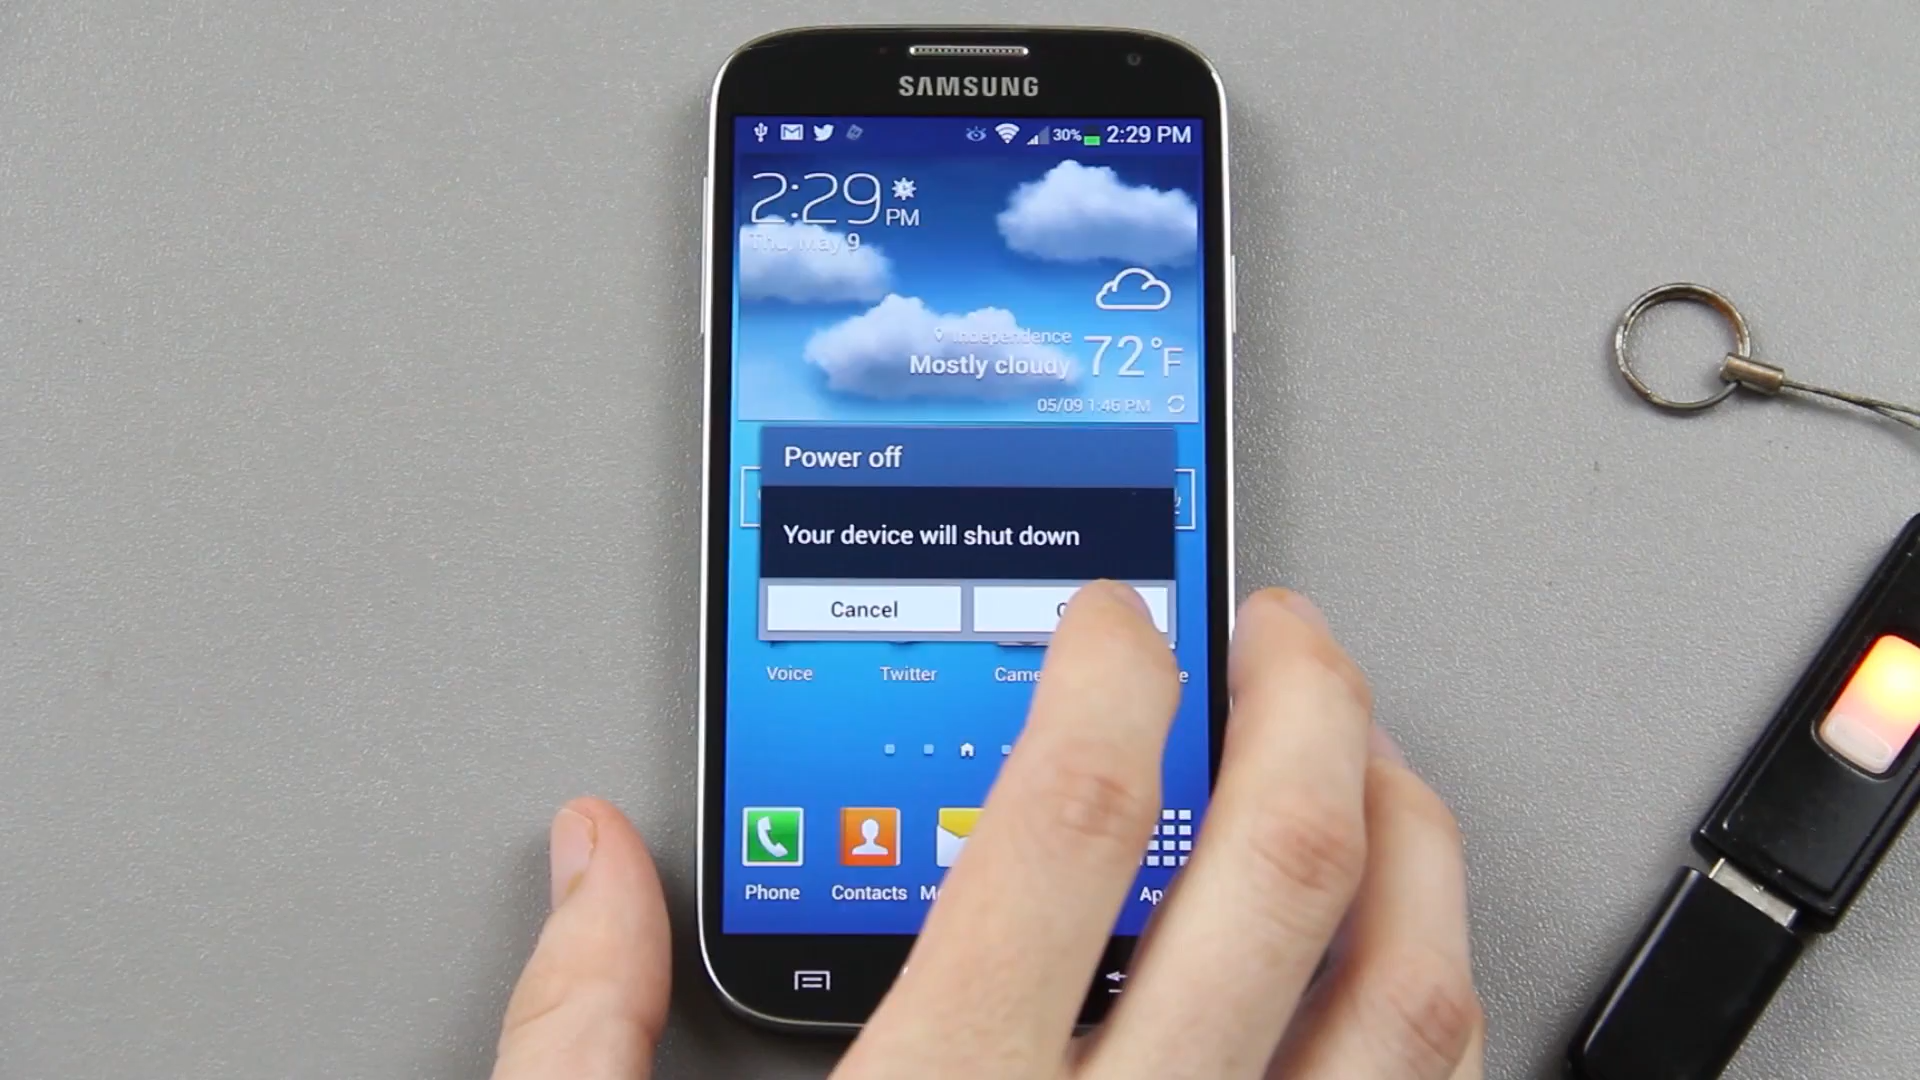 SAMSUNG
30% 2:29 PM
2:29 PM
Thu, May 9
Independence
Mostly cloudy 72°F
05/09 1:46 PM
Power off
Your device will shut down
Cancel
Voice Twitter
Phone Contacts